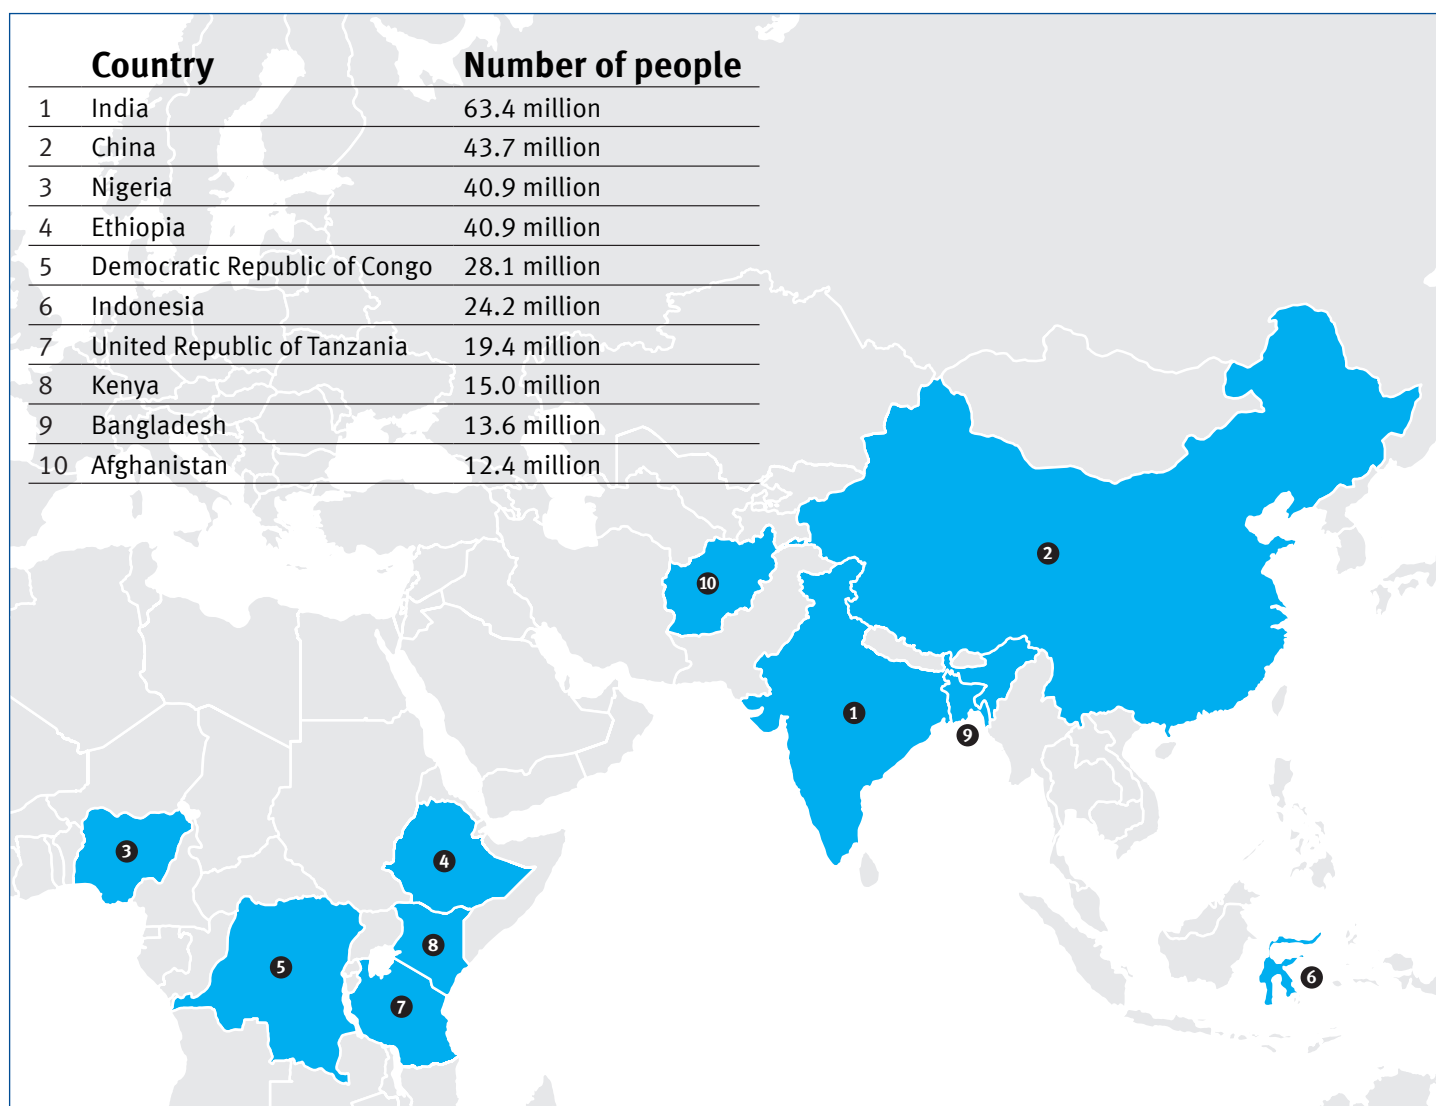 Country Number of people
1 India 63.4 million
2 China 43.7 million
3 Nigeria 40.9 million
4 Ethiopia 40.9 million
5 Democratic Republic of Congo 28.1 million
6 Indonesia 24.2 million
7 United Republic of Tanzania 19.4 million
8 Kenya 15.0 million
9 Bangladesh 13.6 million
10 Afghanistan 12.4 million
2
10
1
9
3
4
8
5
6
7